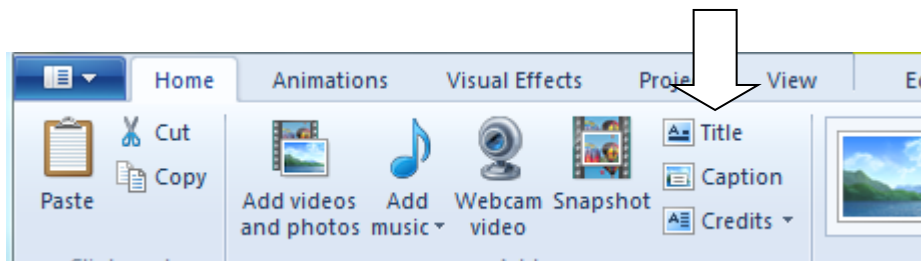 Home Animations Visual Effects View
Cut Title
Copy Caption
Paste Add videos Add Webcam Snapshot
and photos music video Credits